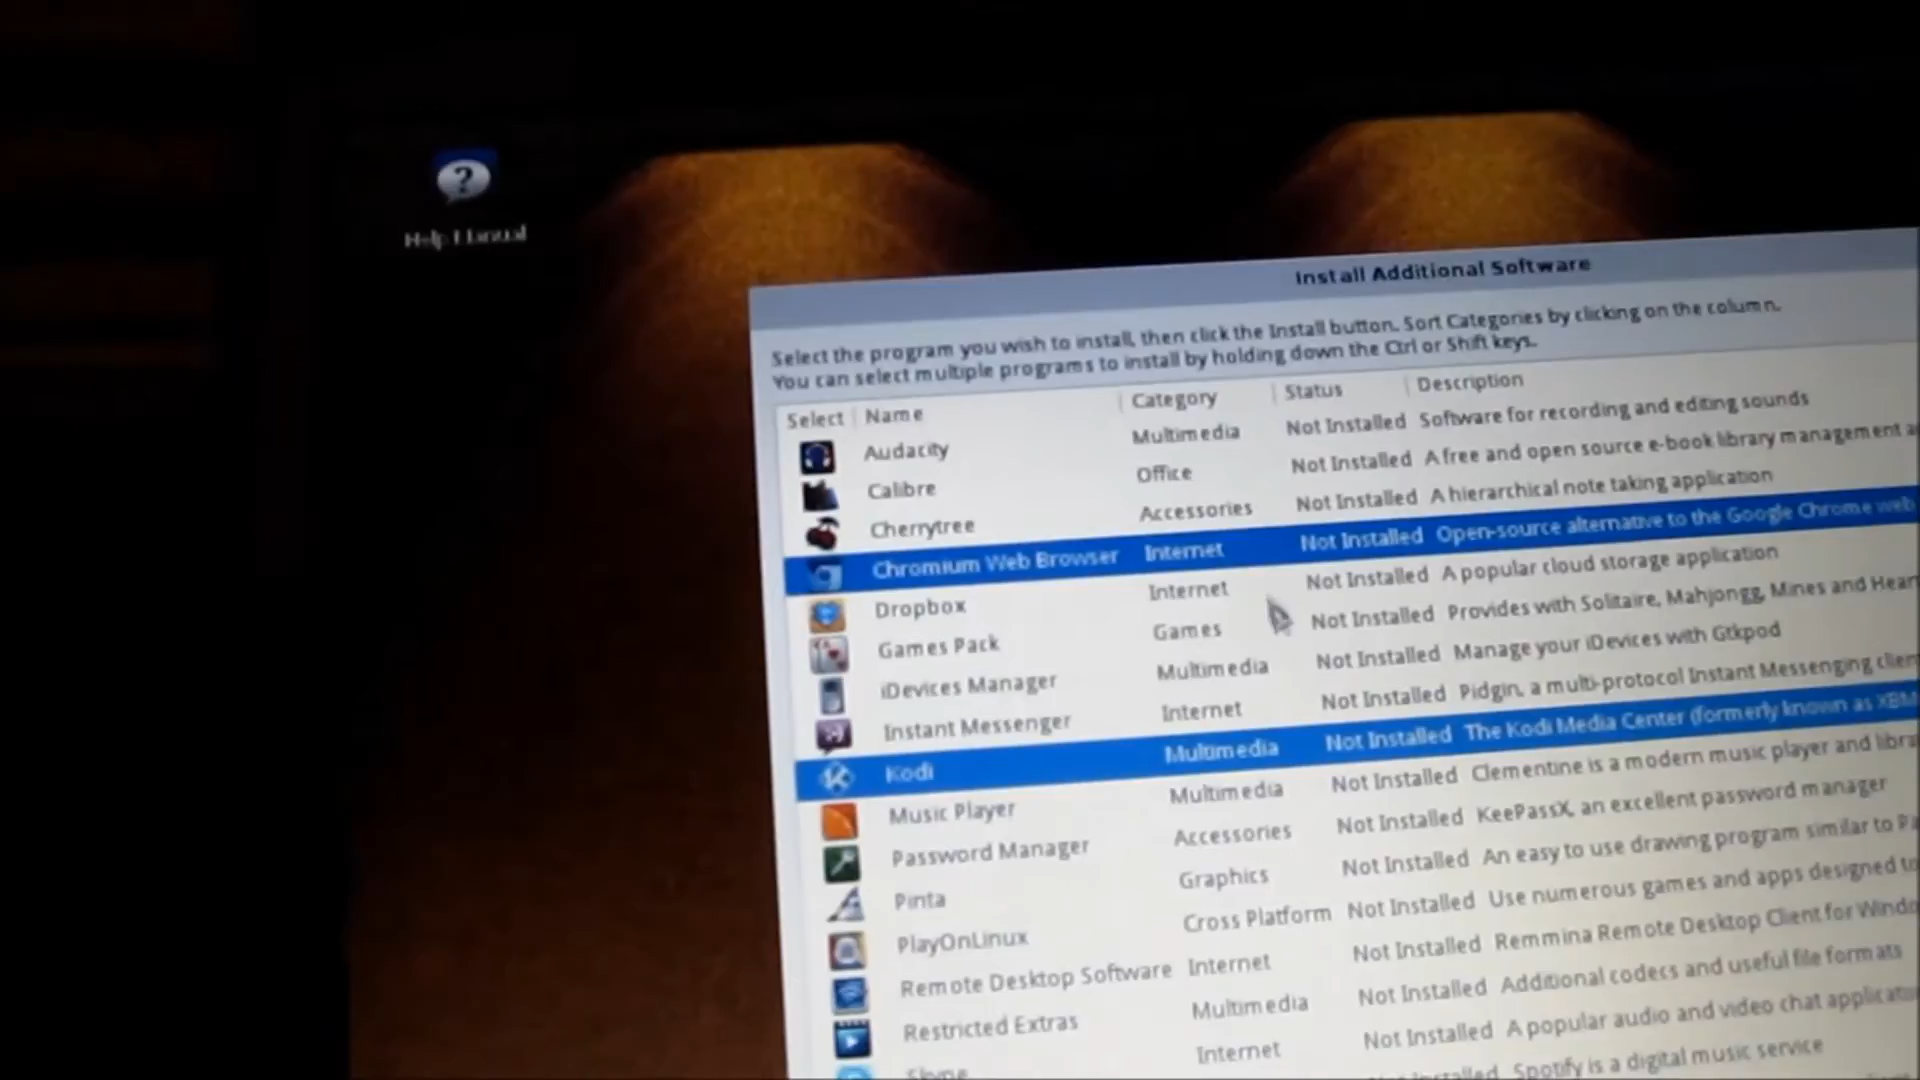 Help Manual
Install Additional Software
Select the program you wish to install, then click the Install button. Sort Categories by clicking on the column.
You can select multiple programs to install by holding down the Ctrl or Shift keys.
Select Name Category Status Description
Audacity Multimedia Not Installed Software for recording and editing sounds
Calibre Office Not Installed A free and open source e-book library management
Cherrytree Accessories Not Installed A hierarchical note taking application
Chromium Web Browser Internet Not Installed Open-source alternative to the Google Chrome web
Dropbox Internet Not Installed A popular cloud storage application
Games Pack Games Not Installed Provides with Solitaire, Mahjongg, Mines and
iDevices Manager Multimedia Not Installed Manage your iDevices with Gtkpod
Instant Messenger Internet Not Installed Pidgin, a multi-protocol Instant Messenging
Kodi Multimedia Not Installed The Kodi Media Center (formerly known as
Music Player Multimedia Not Installed Clementine is a modern music player and
Password Manager Accessories Not Installed KeePassX, an excellent password manager
Pinta Graphics Not Installed An easy to use drawing program similar to
PlayOnLinux Cross Platform Not Installed Use numerous games and apps designed
Remote Desktop Software Internet Not Installed Remmina Remote Desktop Client for
Restricted Extras Multimedia Not Installed Additional codecs and useful file formats
Skype Internet Not Installed A popular audio and video chat
Spotify is a digital music service